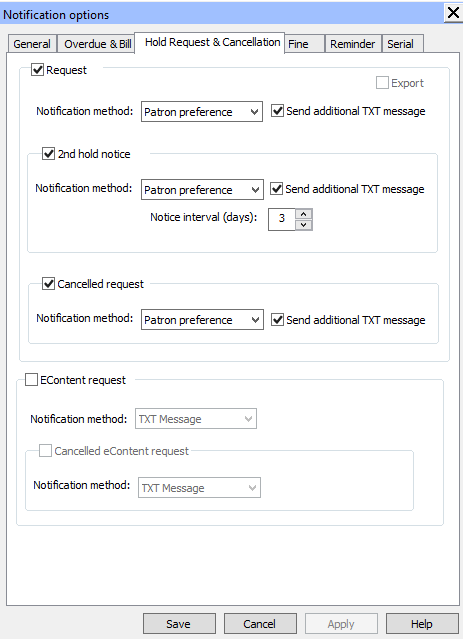 Notification options
General Overdue & Bill Hold Request & Cancellation Fine Reminder Serial
Request
Export
Notification method: Patron preference Send additional TXT message
2nd hold notice
Notification method: Patron preference Send additional TXT message
Notice interval (days): 3
Cancelled request
Notification method: Patron preference Send additional TXT message
EContent request
Notification method: TXT Message
Cancelled eContent request
Notification method: TXT Message
Save Cancel Apply Help